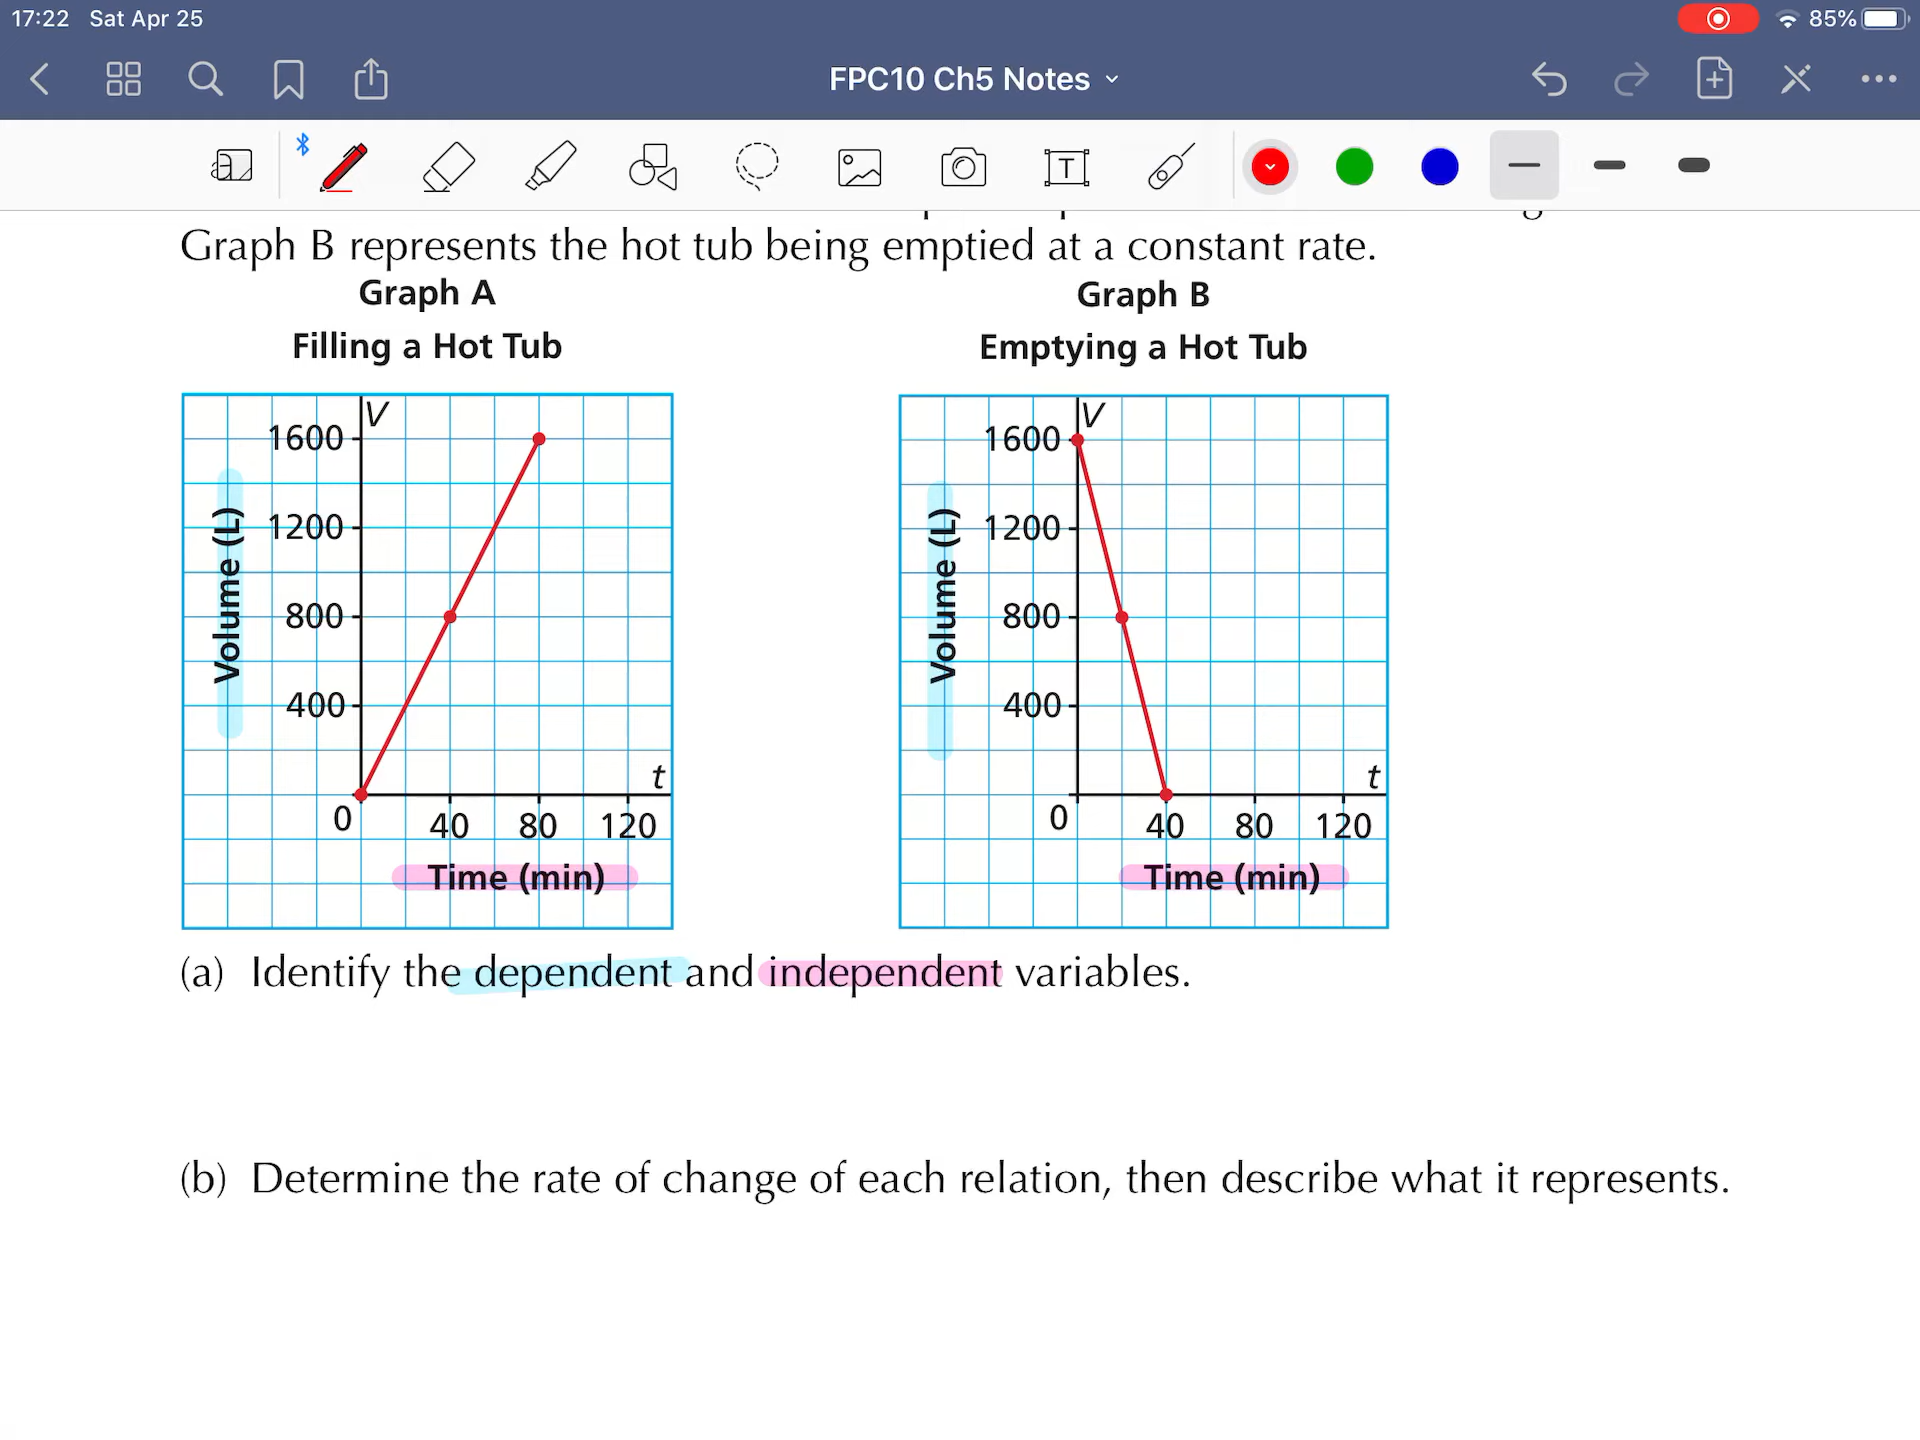 17:22 Sat Apr 25
85%
FPC10 Ch5 Notes
Graph B represents the hot tub being emptied at a constant rate.
Graph A
Filling a Hot Tub
V
1600
1200
800
400
0
40 80 120
t
Volume (L)
Time (min)
Graph B
Emptying a Hot Tub
V
1600
1200
800
400
0
40 80 120
t
Volume (L)
Time (min)
(a) Identify the dependent and independent variables.
(b) Determine the rate of change of each relation, then describe what it represents.